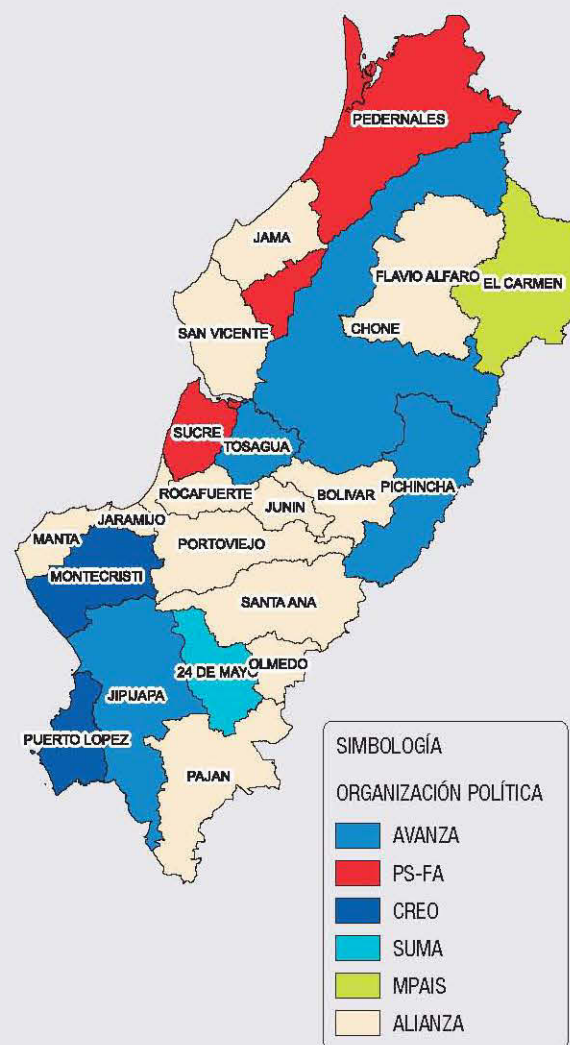 PEDERNALES
JAMA
FLAVIO ALFARO
EL CARMEN
SAN VICENTE
CHONE
SUCRE
TOSAGUA
ROCAFUERTE
BOLIVAR
PICHINCHA
JUNIN
JARAMIJO
MANTA
PORTOVIEJO
MONTECRISTI
SANTA ANA
24 DE MAYO
OLMEDO
JIPIJAPA
PUERTO LOPEZ
PAJAN
SIMBOLOGÍA
ORGANIZACIÓN POLÍTICA
AVANZA
PS-FA
CREO
SUMA
MPAIS
ALIANZA